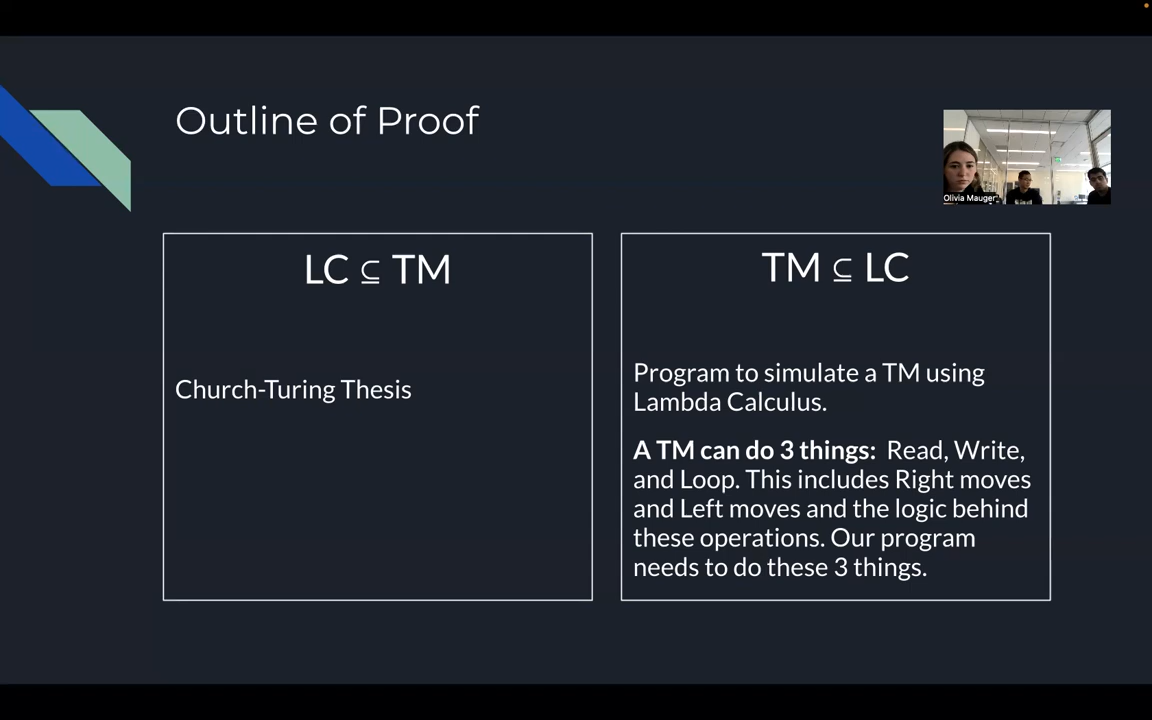 Outline of Proof
Olivia Mauger
LC ⊆ TM
Church-Turing Thesis
TM ⊆ LC
Program to simulate a TM using
Lambda Calculus.
A TM can do 3 things: Read, Write,
and Loop. This includes Right moves
and Left moves and the logic behind
these operations. Our program
needs to do these 3 things.